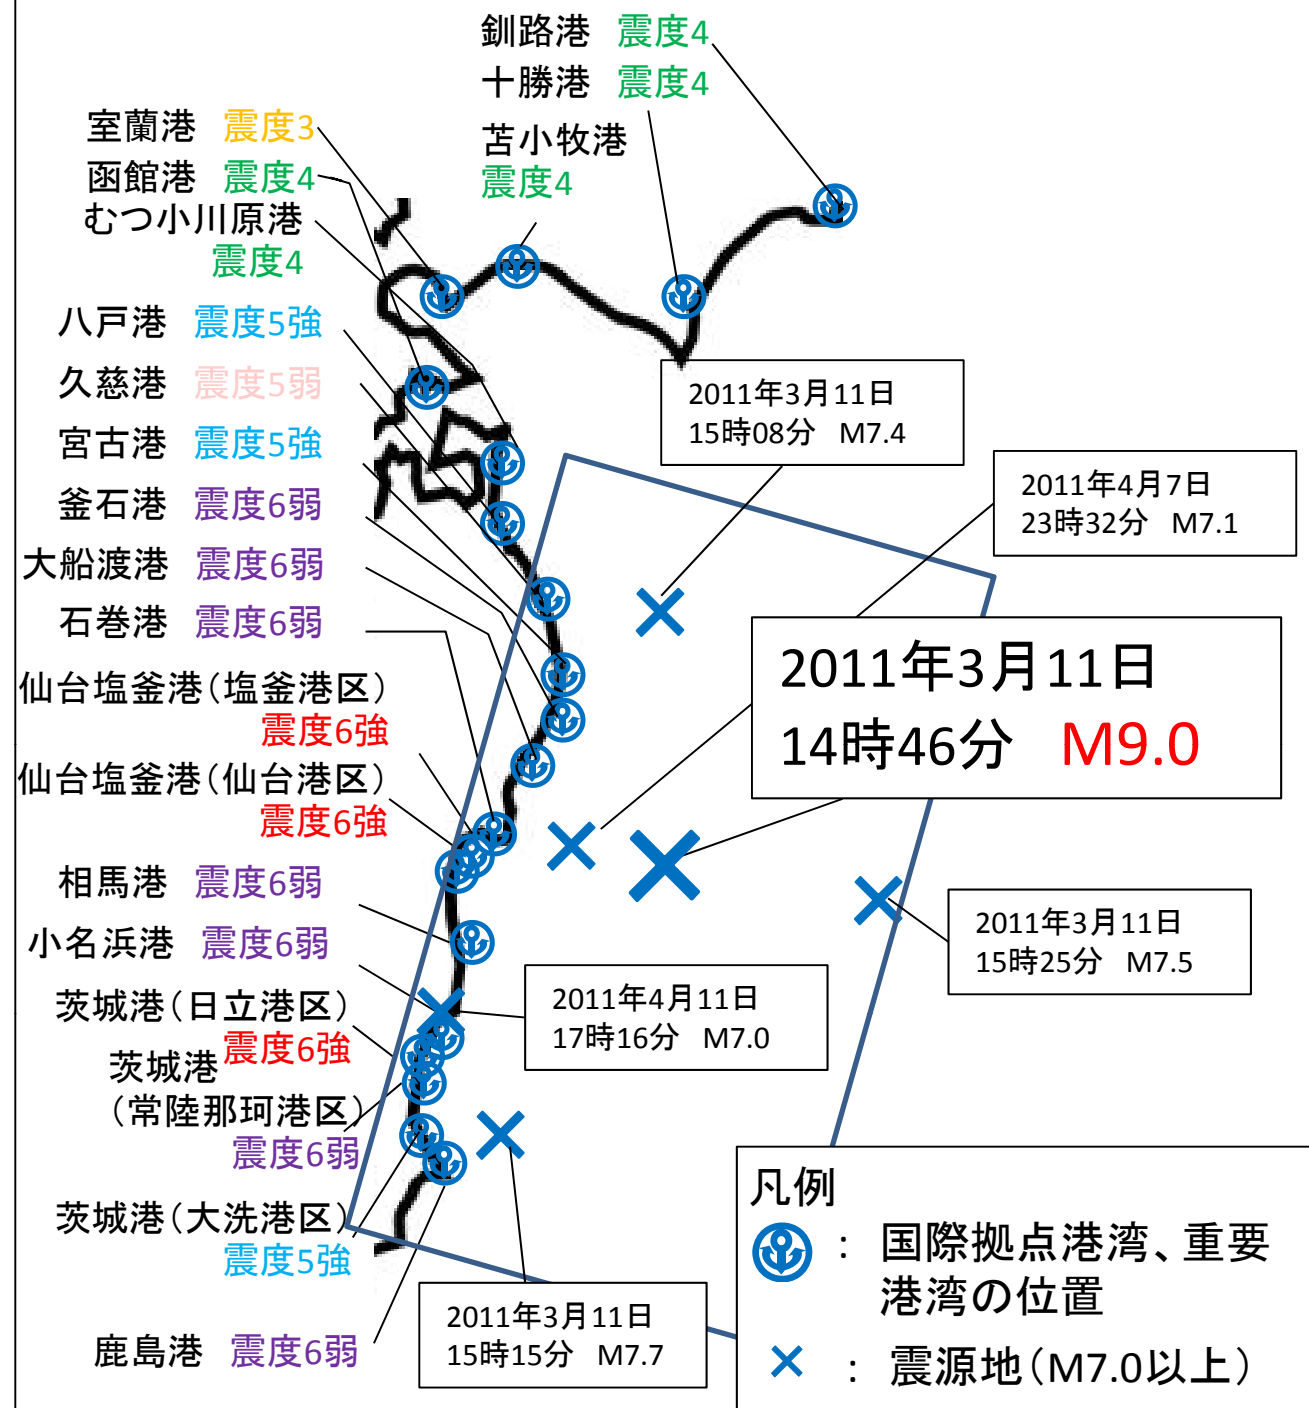 釧路港 震度4
十勝港 震度4
苫小牧港
震度4
室蘭港 震度3
函館港 震度4
むつ小川原港
震度4
八戸港 震度5強
久慈港 震度5弱
宮古港 震度5強
釜石港 震度6弱
大船渡港 震度6弱
石巻港 震度6弱
仙台塩釜港(塩釜港区)
震度6強
仙台塩釜港(仙台港区)
震度6強
相馬港 震度6弱
小名浜港 震度6弱
茨城港(日立港区)
震度6強
茨城港
(常陸那珂港区)
震度6弱
茨城港(大洗港区)
震度5強
鹿島港 震度6弱
2011年3月11日
15時08分 M7.4
2011年4月7日
23時32分 M7.1
2011年3月11日
14時46分 M9.0
2011年3月11日
15時25分 M7.5
2011年4月11日
17時16分 M7.0
2011年3月11日
15時15分 M7.7
凡例
: 国際拠点港湾、重要
港湾の位置
: 震源地(M7.0以上)